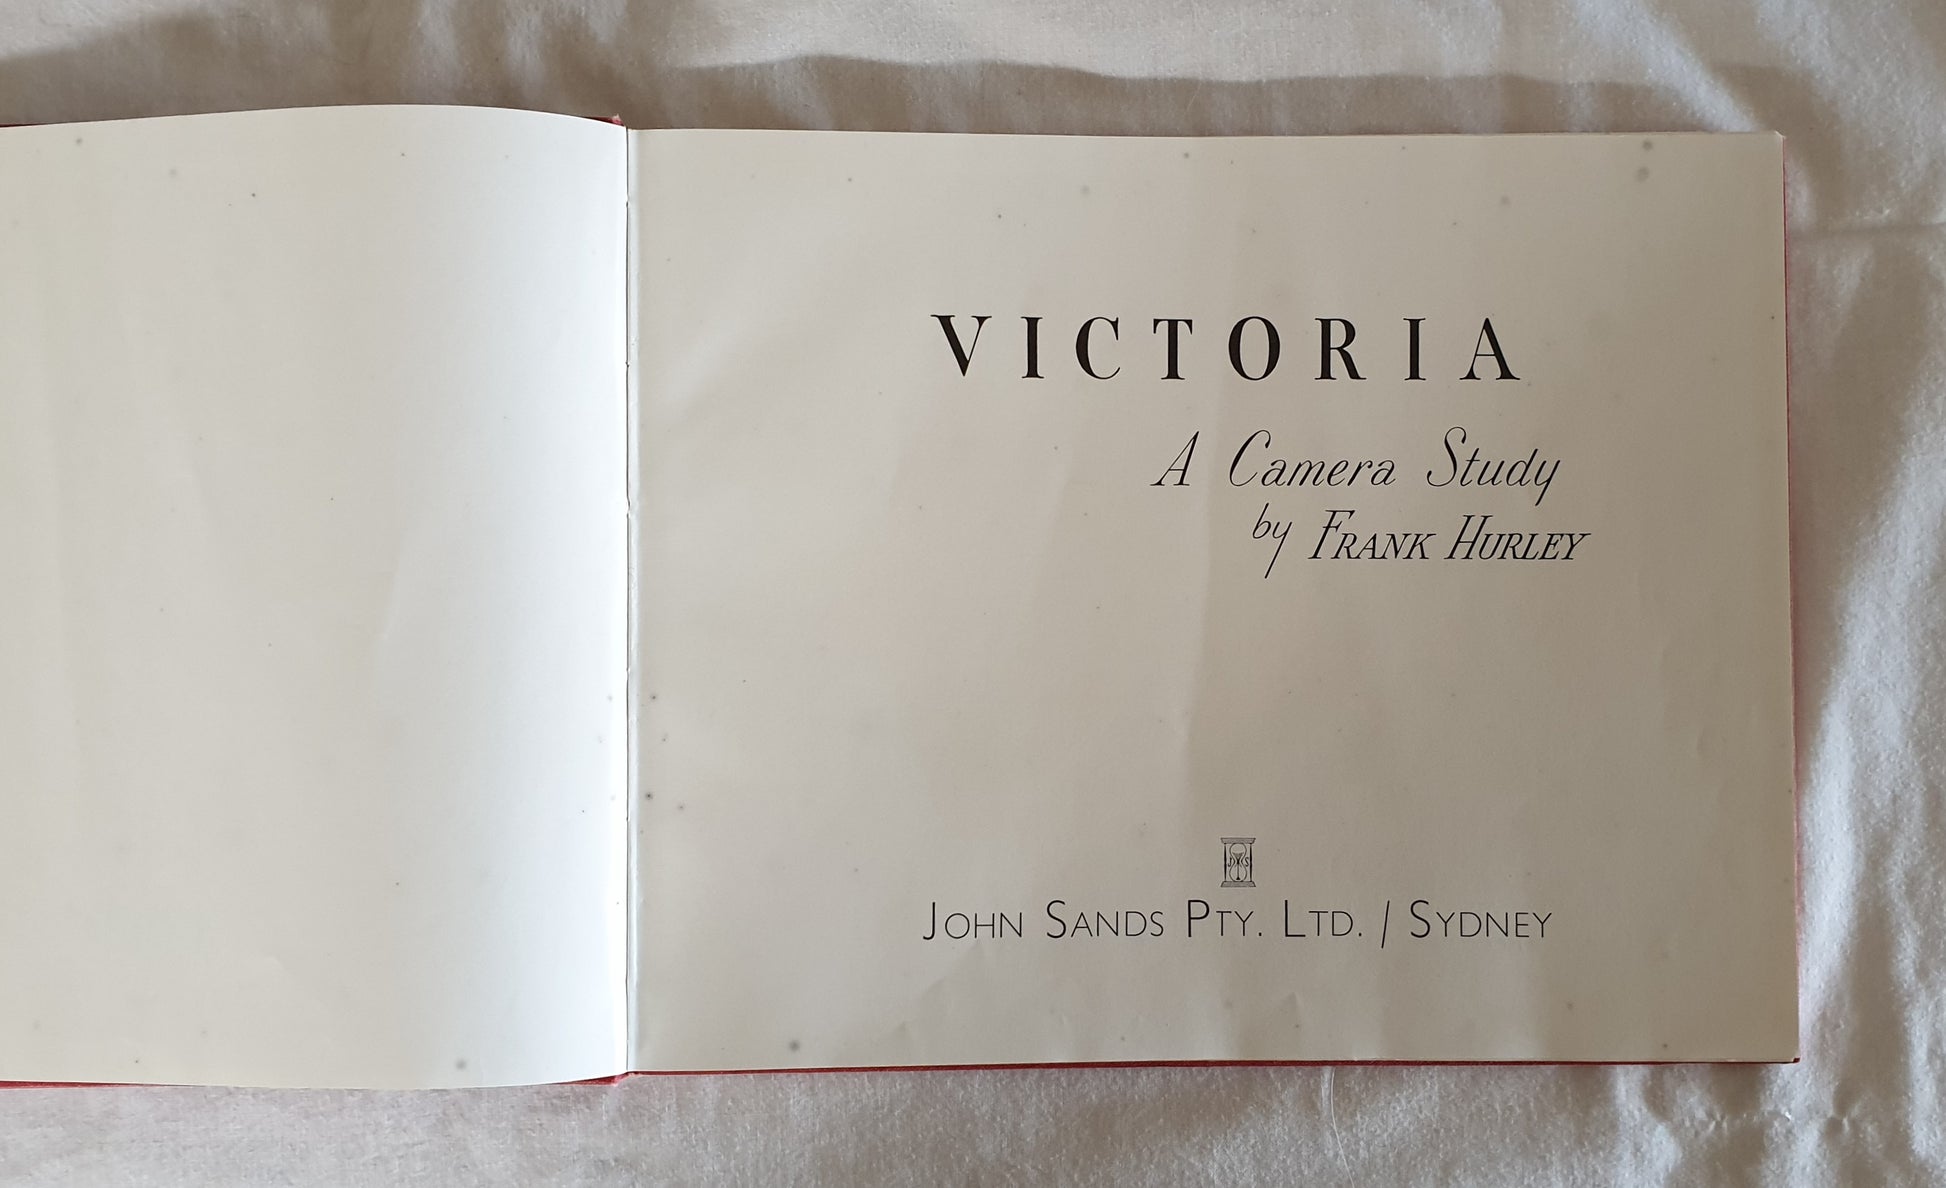 VICTORIA
A Camera Study
by FRANK HURLEY
JOHN SANDS PTY. LTD. / SYDNEY